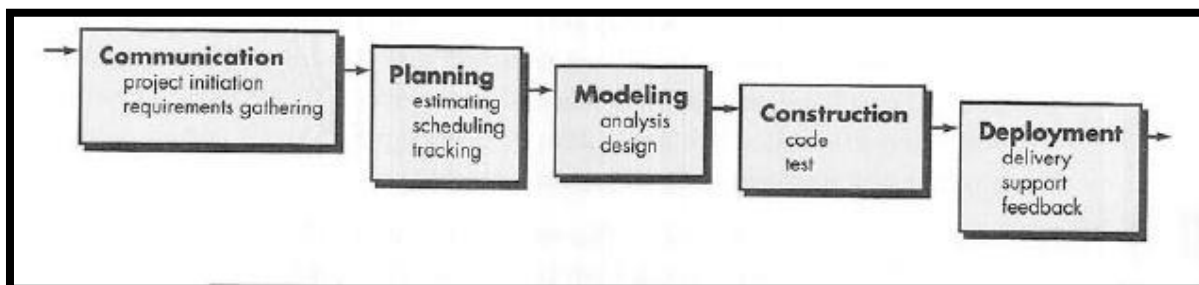 Communication
project initiation
requirements gathering
Planning
estimating
scheduling
tracking
Modeling
analysis
design
Construction
code
test
Deployment
delivery
support
feedback